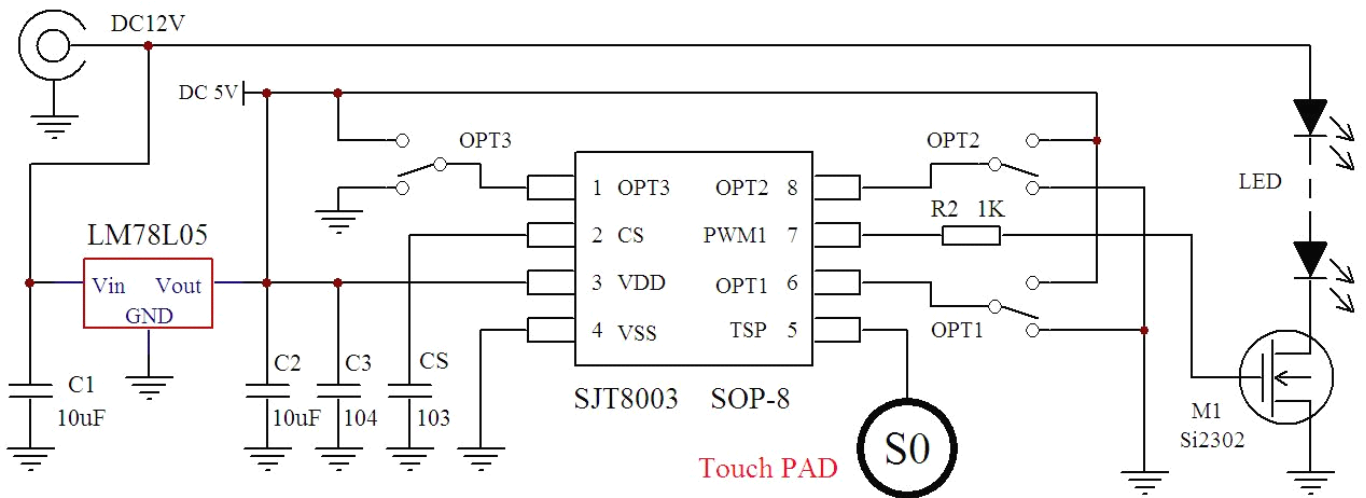 DC12V
DC 5V
OPT3
OPT2
LED
1 OPT3 OPT2 8
R2 1K
LM78L05
2 CS PWM1 7
Vin Vout
3 VDD OPT1 6
GND
4 VSS TSP 5
OPT1
C1
10uF
C2
10uF
C3
104
CS
103
SJT8003 SOP-8
M1
Si2302
Touch PAD
S0